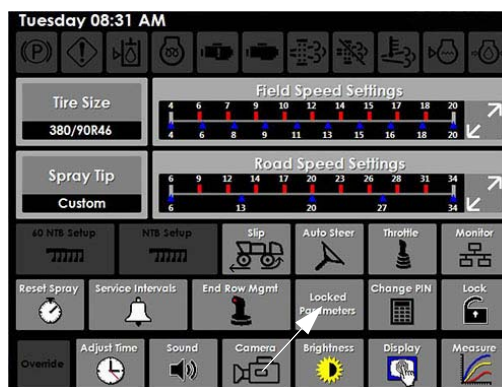 Tuesday 08:31 AM
Tire Size
380/90R46
Field Speed Settings
4 6 7 9 10 12 14 15 17 18 20
4 6 8 9 11 13 15 16 18 20
Spray Tip
Custom
Road Speed Settings
6 9 12 14 17 20 23 26 28 31 34
6 13 20 27 34
60 NTB Setup NTB Setup Slip Auto Steer Throttle Monitor
Reset Spray Service Intervals End Row Mgmt Locked Parameters Change PIN Lock
Override Adjust Time Sound Camera Brightness Display Measure